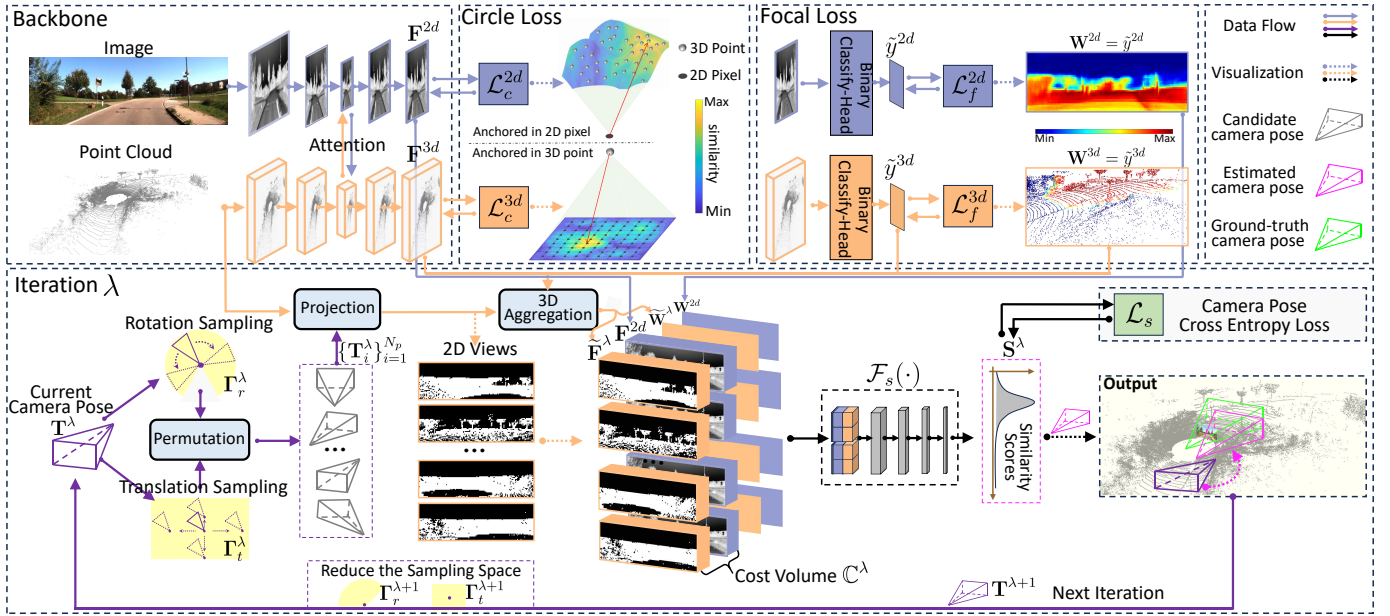 Backbone
Image
Point Cloud
Attention
F^{2d}
F^{3d}
Circle Loss
L_c^{2d}
L_c^{3d}
3D Point
2D Pixel
Anchored in 2D pixel
Anchored in 3D point
Max
similarity
Min
Focal Loss
Binary
Classify-Head
ỹ^{2d}
L_f^{2d}
W^{2d} = ỹ^{2d}
Min
Max
Binary
Classify-Head
ỹ^{3d}
L_f^{3d}
W^{3d} = ỹ^{3d}
Data Flow
Visualization
Candidate
camera pose
Estimated
camera pose
Ground-truth
camera pose
Iteration λ
Rotation Sampling
Γ_r^λ
Current
Camera Pose
T^λ
Permutation
Translation Sampling
Γ_t^λ
Projection
{T_i^λ}_{i=1}^{N_p}
...
2D Views
...
3D
Aggregation
F̃^λ
F^{2d}
W̃^λ
W^{2d}
...
Cost Volume ℂ^λ
F_s(·)
S^λ
Similarity
Scores
L_s
Camera Pose
Cross Entropy Loss
Output
Reduce the Sampling Space
Γ_r^{λ+1}
Γ_t^{λ+1}
T^{λ+1}
Next Iteration